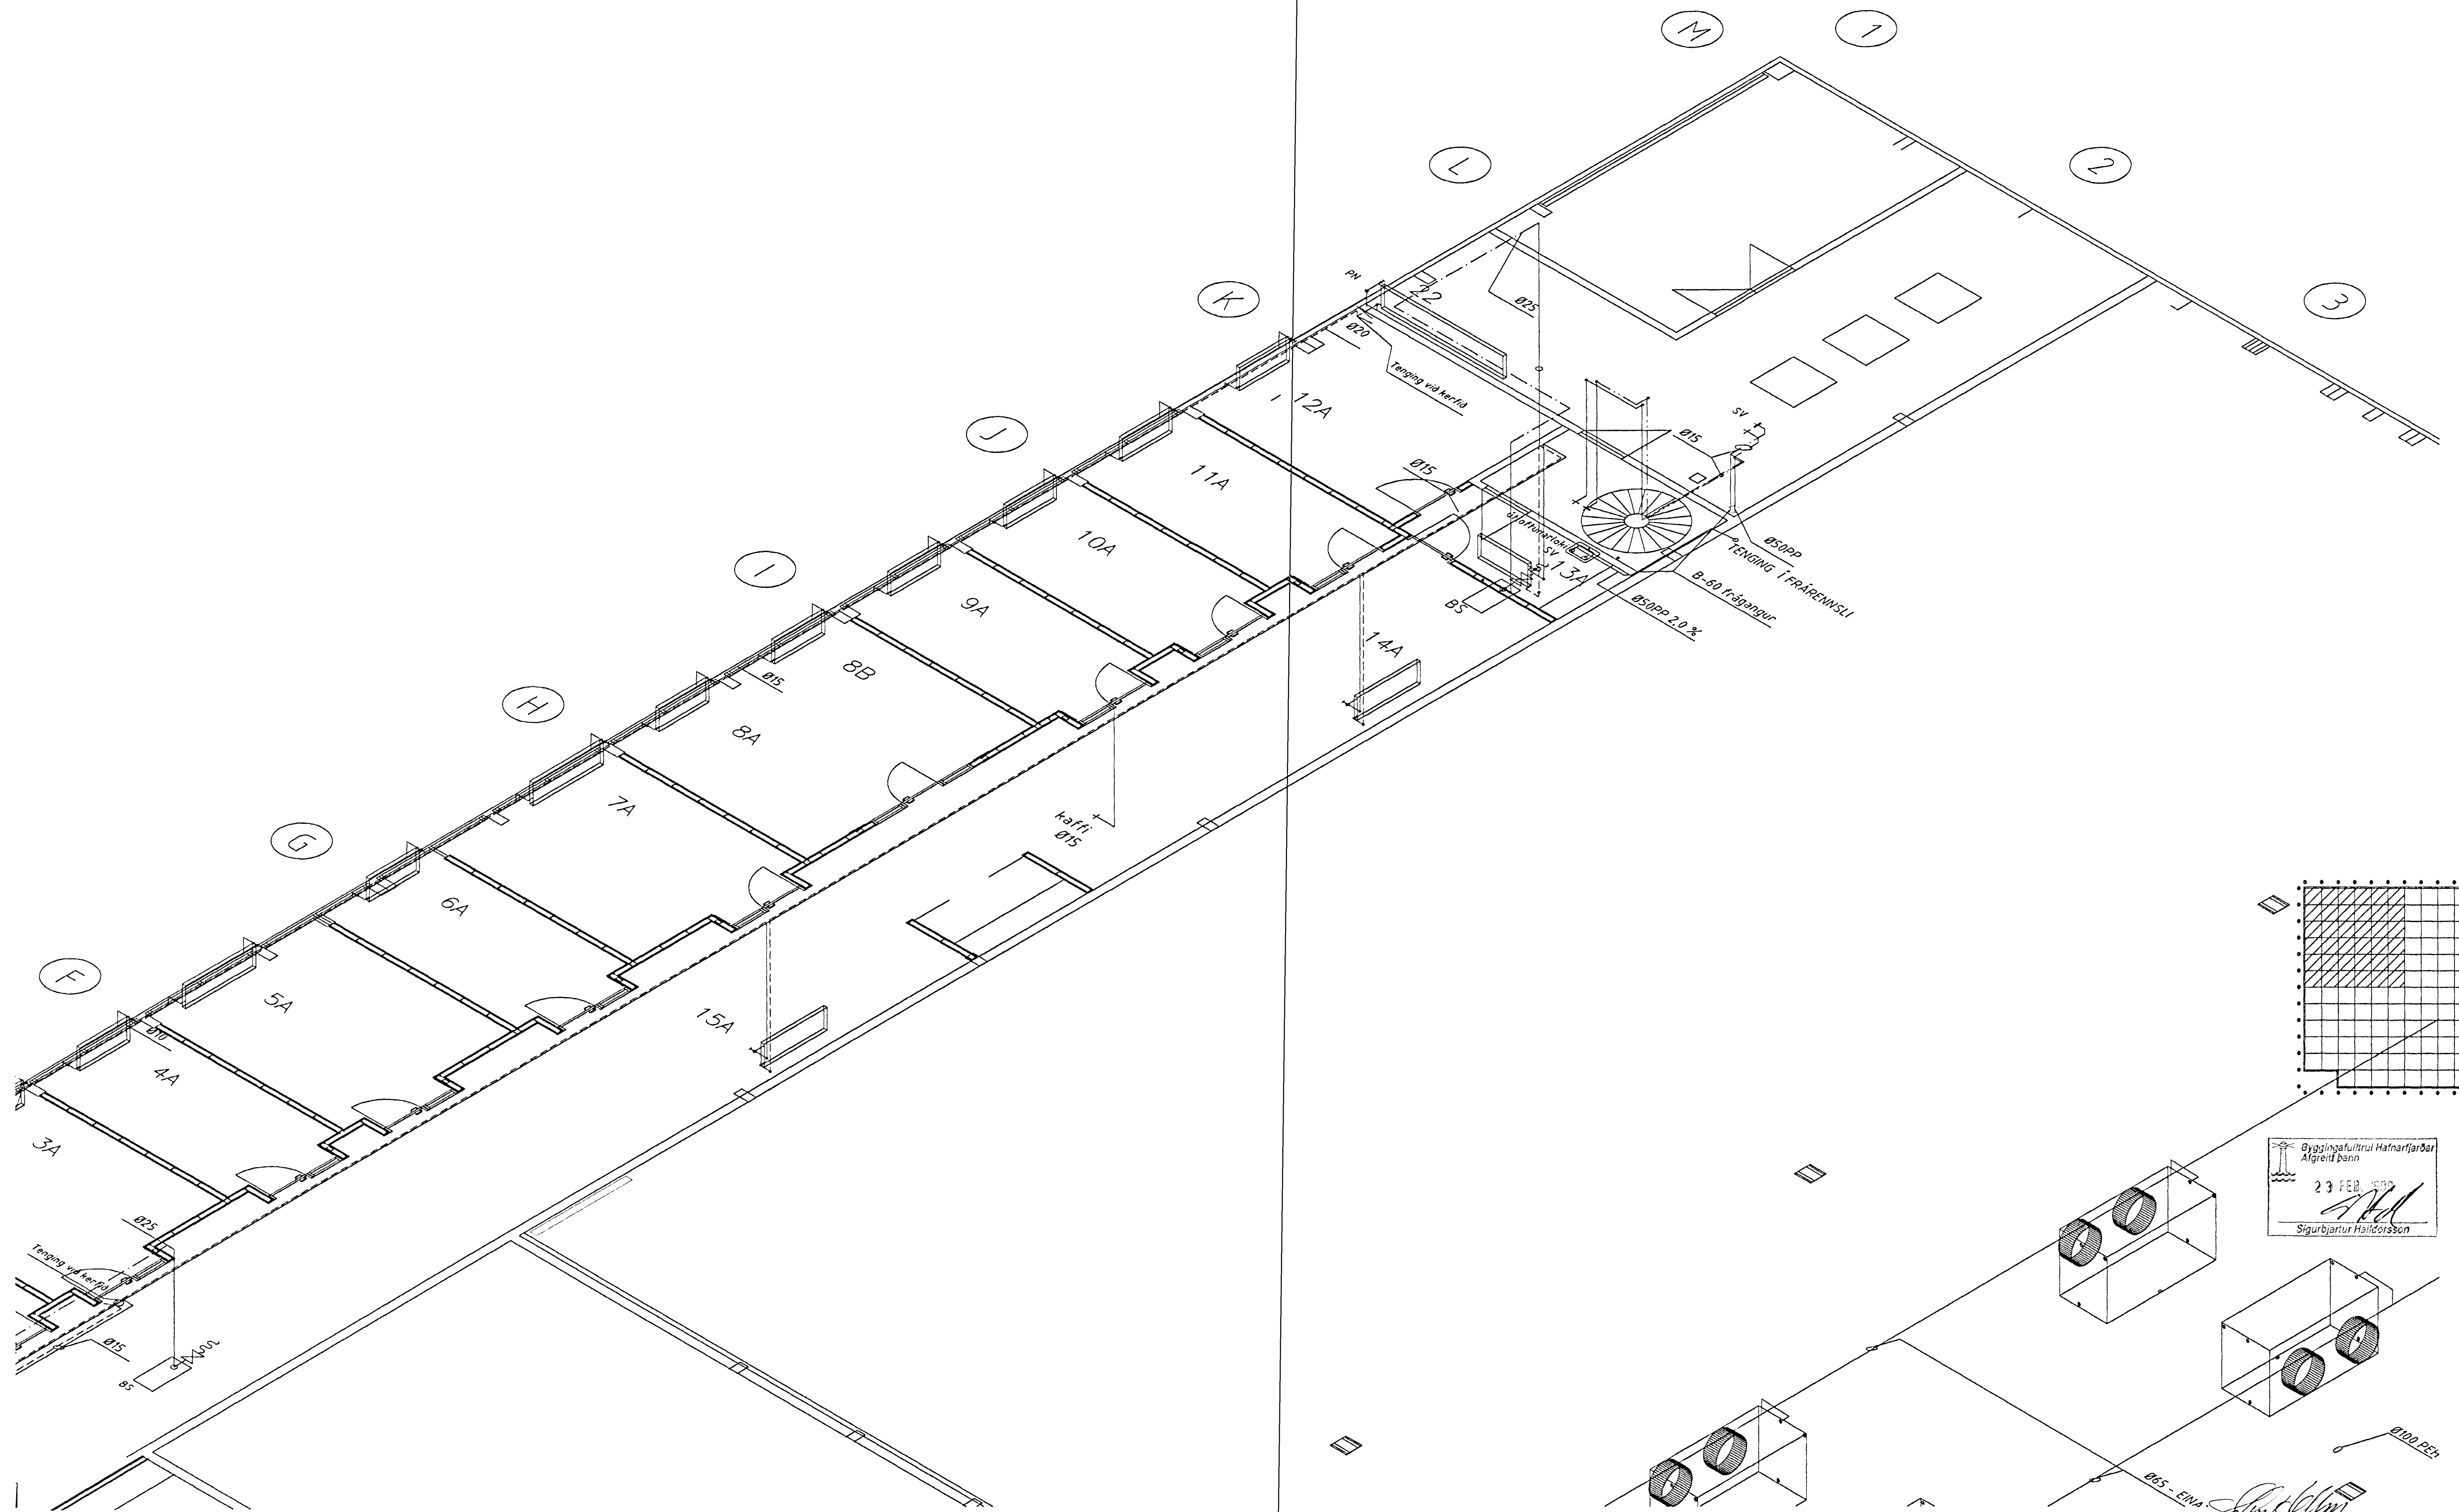 M
1
L
2
K
3
PN
22
Ø25
Ø20
Tenging við kerfið
J
12A
SV
Ø15
11A
Ø15
útloftunarloki
SV
13A
BS
Ø50PP
TENGING Í FRÁRENNSLI
B-60 frágangur
Ø50PP 2,0 %
I
10A
9A
14A
8B
Ø15
H
8A
7A
kaffi
Ø15
G
6A
F
5A
15A
Ø10
4A
3A
Ø25
Tenging við kerfið
Ø15
BS
Byggingafulltrúi Hafnarfjarðar
Afgreitt þann
23 FEB.
Sigurbjartur Halldórsson
Ø100 PEh
Ø65 - EINA